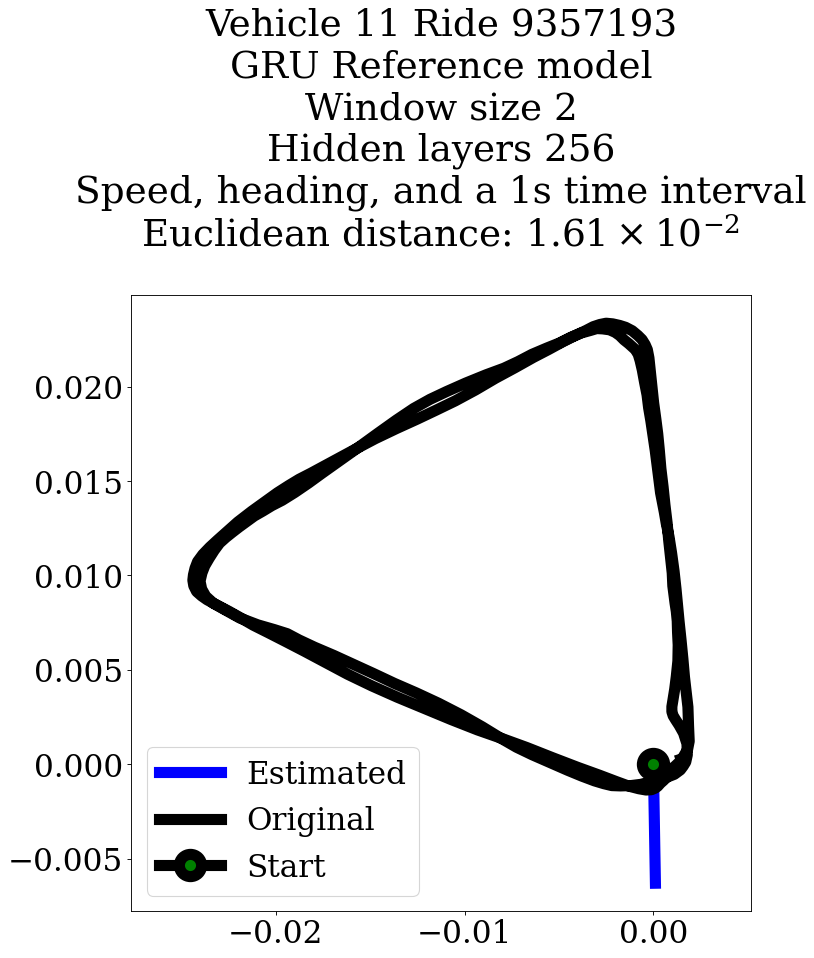 Vehicle 11 Ride 9357193
GRU Reference model
Window size 2
Hidden layers 256
Speed, heading, and a 1s time interval
Euclidean distance: 1.61 × 10⁻²
0.020
0.015
0.010
0.005
0.000
−0.005
Estimated
Original
Start
−0.02
−0.01
0.00